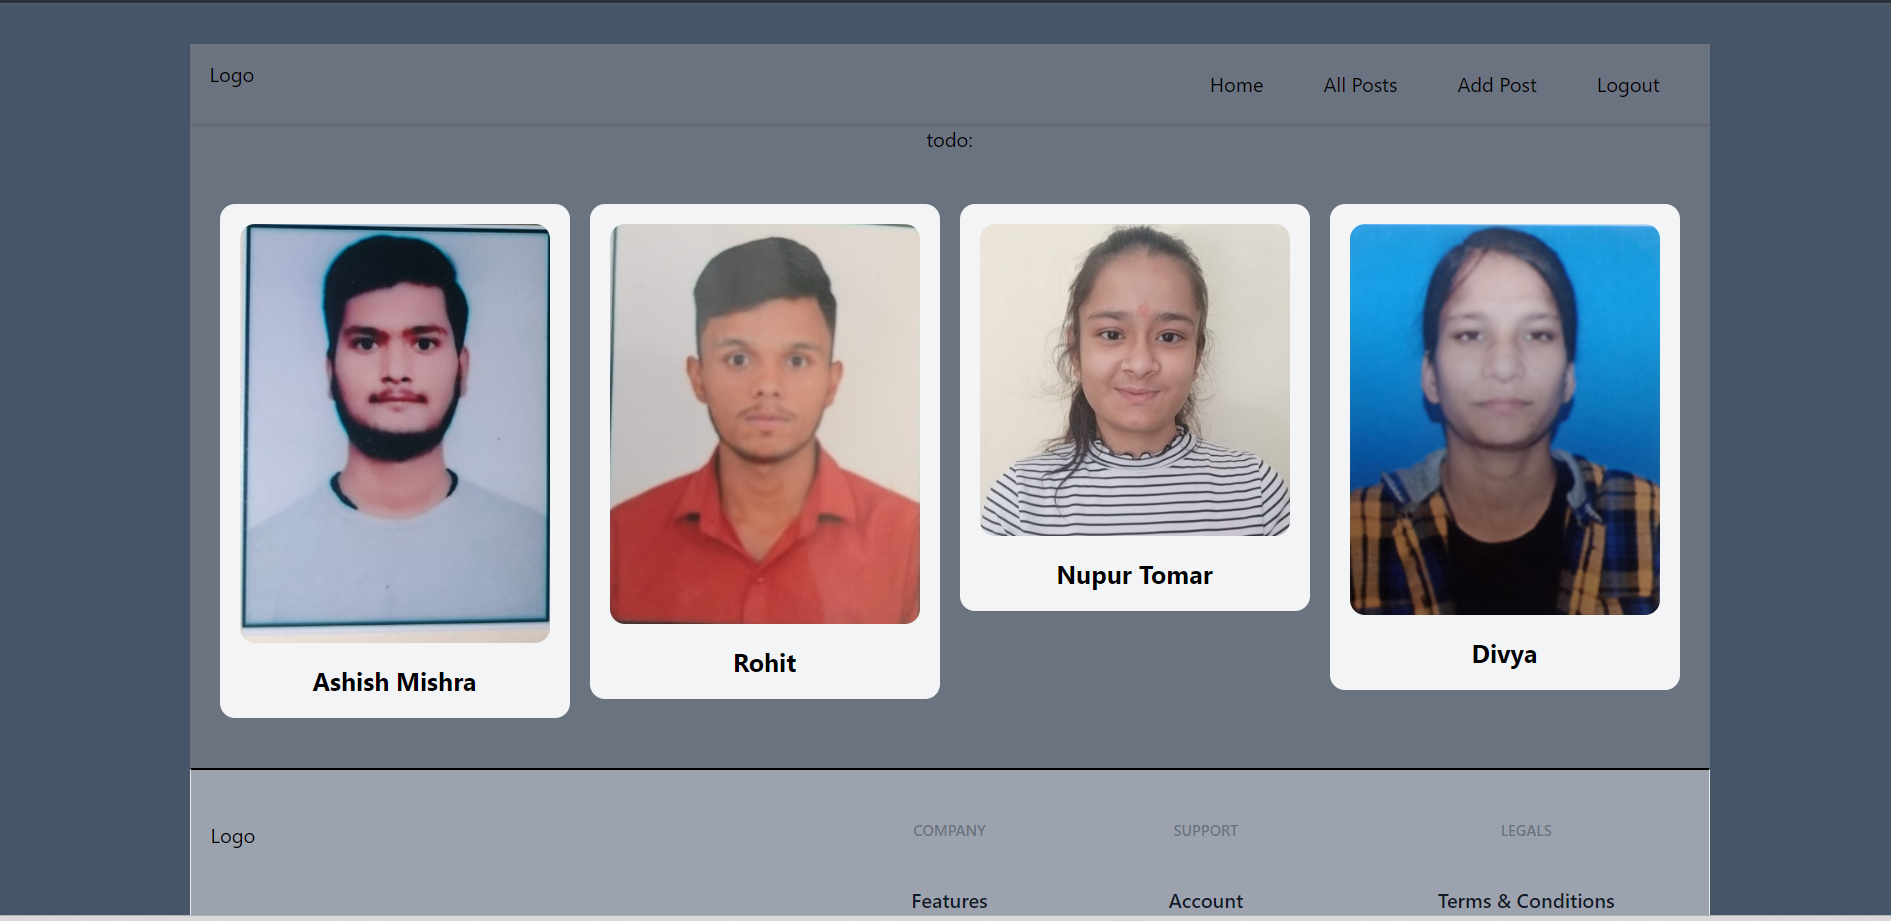 Logo
Home
All Posts
Add Post
Logout
todo:
Ashish Mishra
Rohit
Nupur Tomar
Divya
Logo
COMPANY
SUPPORT
LEGALS
Features
Account
Terms & Conditions